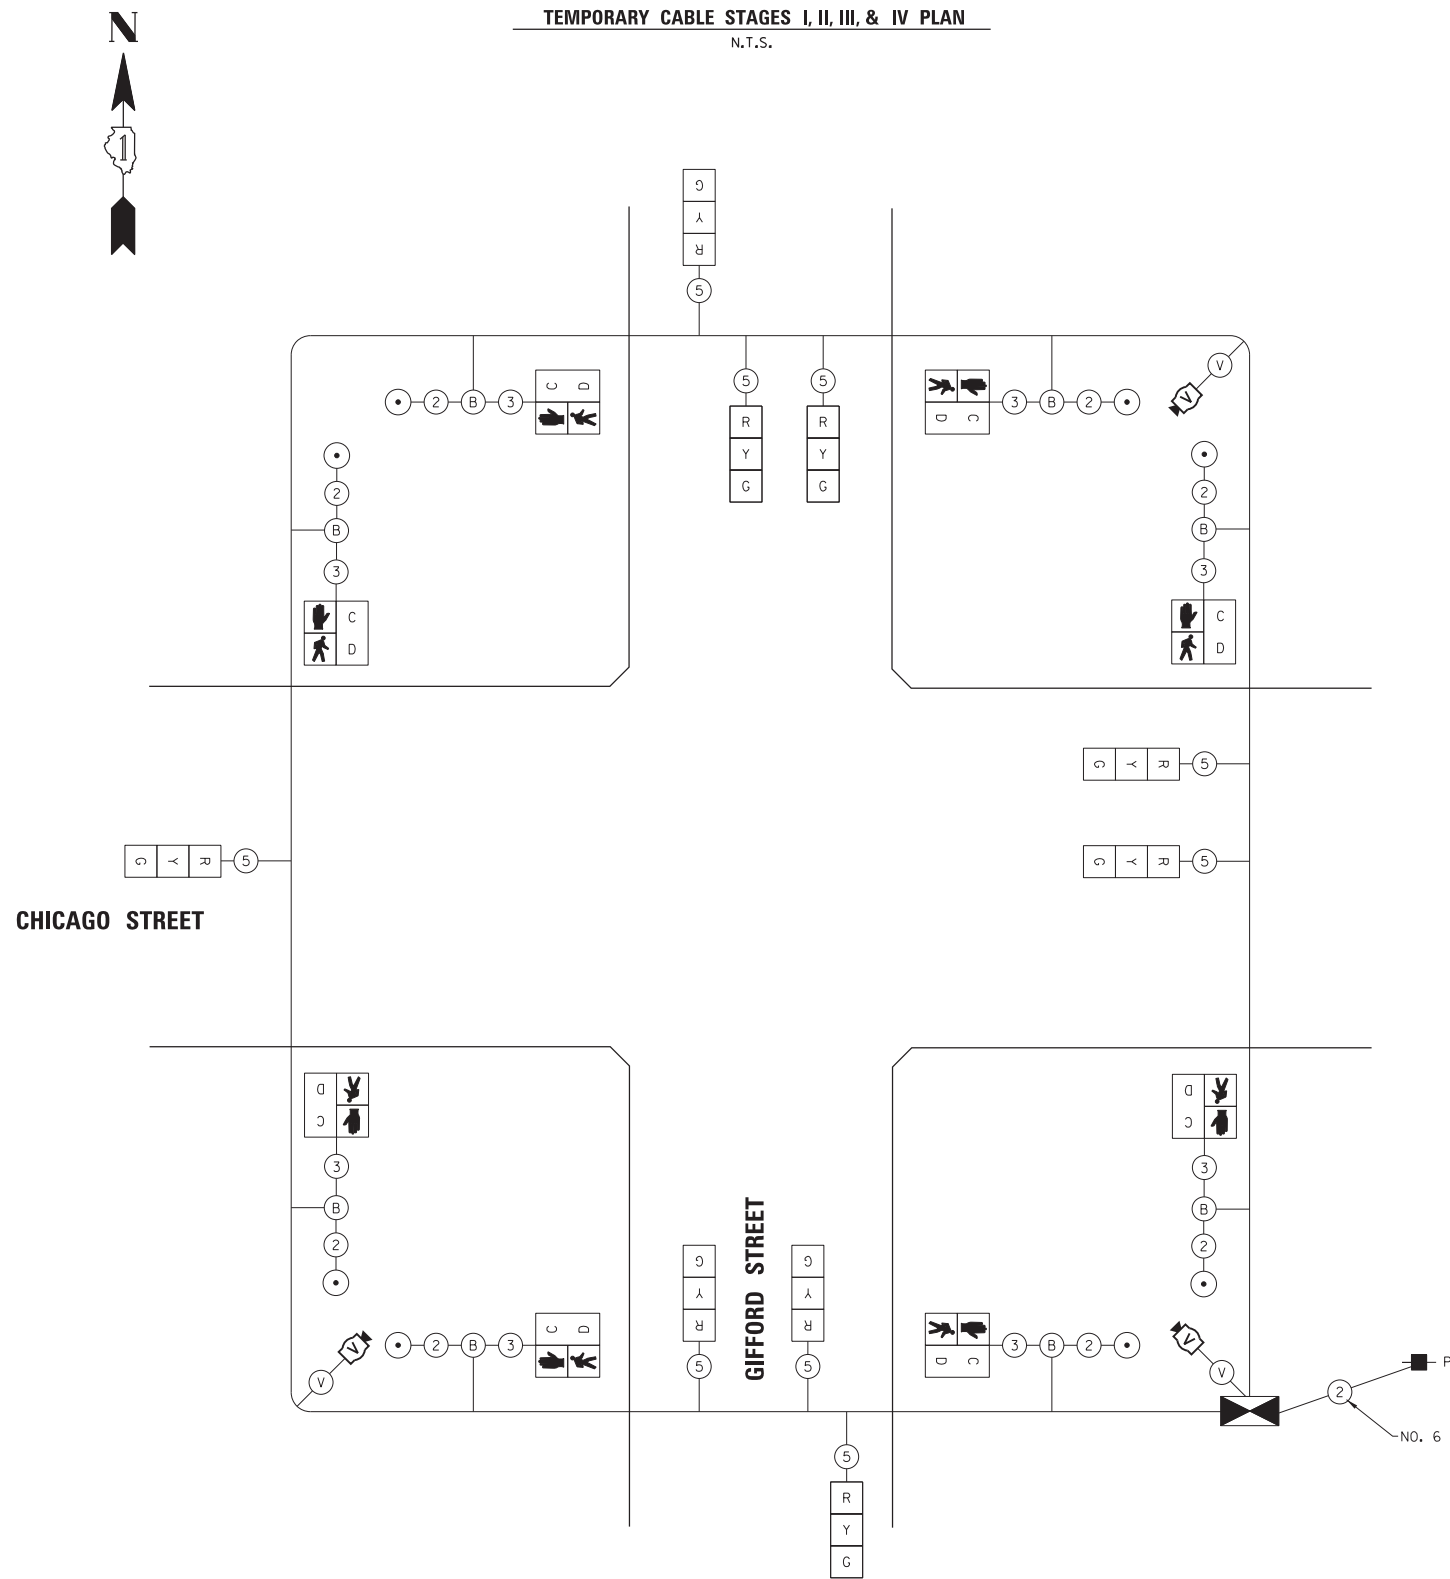 TEMPORARY CABLE STAGES I, II, III, & IV PLAN
N.T.S.
N
1
G
Y
R
5
5
5
R
R
Y
Y
G
G
2 B 3
C D
D C
3 B 2
V
V
2
B
3
C
D
2
B
3
C
D
G Y R 5
G Y R 5
G Y R 5
CHICAGO STREET
D
C
3
B
2
D
C
3
B
2
V
V
2 B 3
C D
G
Y
R
5
GIFFORD STREET
G
Y
R
5
D C
3 B 2
V
V
2
P
NO. 6
5
R
Y
G